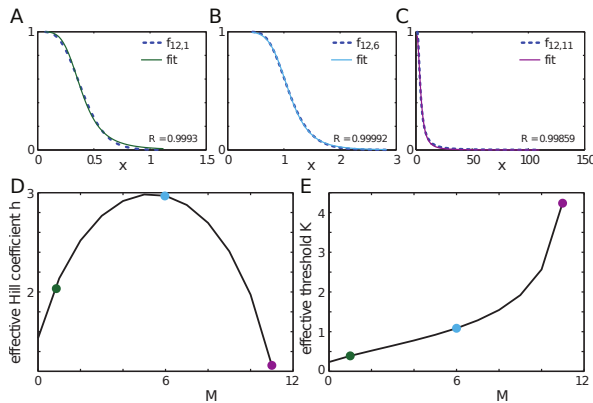 A
B
C
1
0
f12,1
fit
R = 0.9993
0
0.5
1.0
1.5
x
1
0
f12,6
fit
R = 0.99992
0
1
2
3
x
1
0
f12,11
fit
R = 0.99859
0
50
100
150
x
D
E
effective Hill coefficient h
3
2
0
6
12
M
effective threshold K
4
3
2
1
0
0
6
12
M